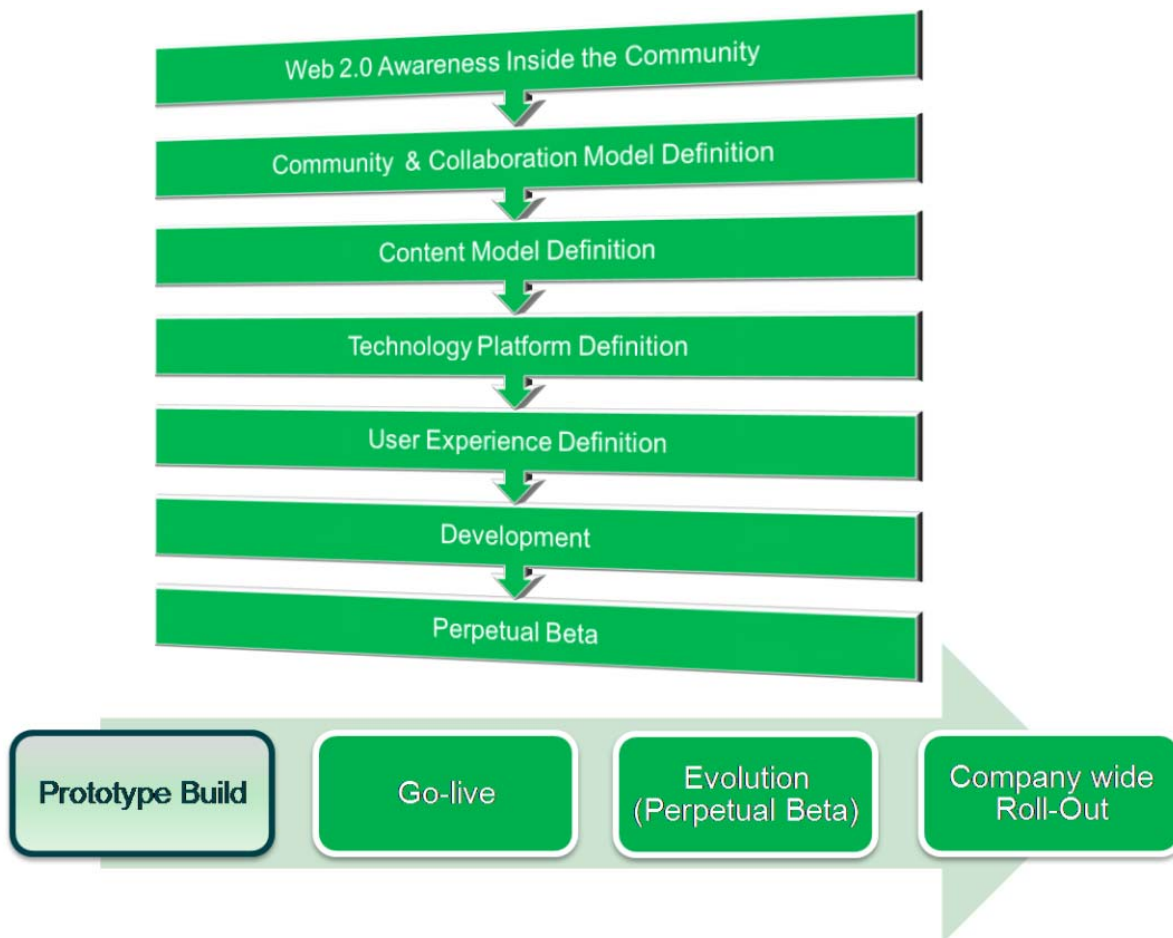 Web 2.0 Awareness Inside the Community
Community & Collaboration Model Definition
Content Model Definition
Technology Platform Definition
User Experience Definition
Development
Perpetual Beta
Prototype Build
Go-live
Evolution
(Perpetual Beta)
Company wide
Roll-Out